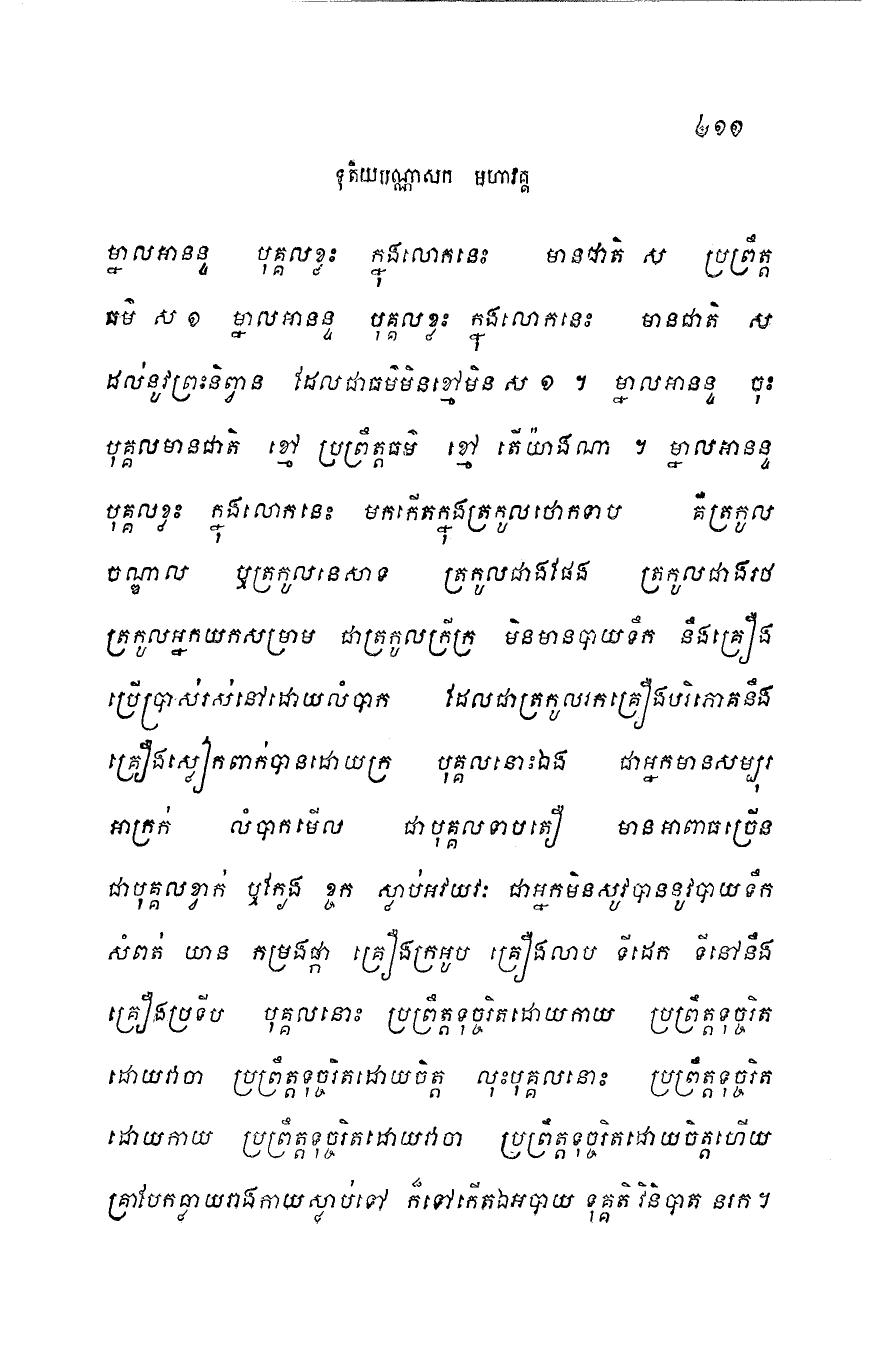 ៤១១
ទុតិយបណ្ណាសក មហាវគ្គ
ម្នាលអានន្ទ បុគ្គលខ្លះ ក្នុងលោកនេះ មានជាតិ ស ប្រព្រឹត្ត
ធម៌ ស ១ ម្នាលអានន្ទ បុគ្គលខ្លះ ក្នុងលោកនេះ មានជាតិ ស
ដល់នូវព្រះនិព្វាន ដែលជាធម៌មិនខ្មៅមិន ស ១ ។ ម្នាលអានន្ទ ចុះ
បុគ្គលមានជាតិ ខ្មៅ ប្រព្រឹត្តធម៌ ខ្មៅ តើយ៉ាងណា ។ ម្នាលអានន្ទ
បុគ្គលខ្លះ ក្នុងលោកនេះ មកកើតក្នុងត្រកូលថោកទាប គឺត្រកូល
ចណ្ឌាល ឬត្រកូលនេសាទ ត្រកូលជាងផែង ត្រកូលជាងរថ
ត្រកូលអ្នកយកសម្រាម ជាត្រកូលក្រីក្រ មិនមានបាយទឹក នឹងគ្រឿង
ប្រើប្រាស់រស់នៅដោយលំបាក ដែលជាត្រកូលរកគ្រឿងបរិភោគនឹង
គ្រឿងស្លៀកពាក់បានដោយក្រ បុគ្គលនោះឯង ជាអ្នកមានសម្បុរ
អាក្រក់ លំបាកមើល ជាបុគ្គលទាបតឿ មានអាពាធច្រើន
ជាបុគ្គលខ្វាក់ ឬកែ្ងង ខ្ចក ស្លាប់អវយវៈ ជាអ្នកមិនសូវបាននូវបាយទឹក
សំពត់ យាន កម្រងផ្កា គ្រឿងក្រអូប គ្រឿងលាប ទីដេក ទីនៅនឹង
គ្រឿងប្រទីប បុគ្គលនោះ ប្រព្រឹត្តទុច្ចរិតដោយកាយ ប្រព្រឹត្តទុច្ចរិត
ដោយវាចា ប្រព្រឹត្តទុច្ចរិតដោយចិត្ត លុះបុគ្គលនោះ ប្រព្រឹត្តទុច្ចរិត
ដោយកាយ ប្រព្រឹត្តទុច្ចរិតដោយវាចា ប្រព្រឹត្តទុច្ចរិតដោយចិត្តហើយ
គ្រាបែកធ្លាយរាងកាយស្លាប់ទៅ ក៏ទៅកើតឯអបាយ ទុគ្គតិ វិនិបាត នរក ។